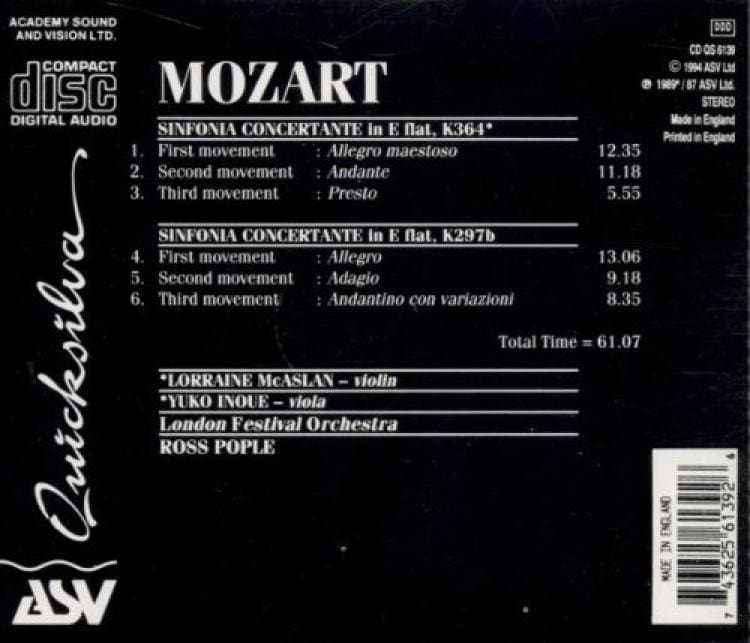 ACADEMY SOUND
AND VISION LTD.
COMPACT
disc
DIGITAL AUDIO
DDD
CD QS 6139
© 1994 ASV Ltd
℗ 1989* / 87 ASV Ltd.
STEREO
Made in England
Printed in England
MOZART
SINFONIA CONCERTANTE in E flat, K364*
1. First movement : Allegro maestoso 12.35
2. Second movement : Andante 11.18
3. Third movement : Presto 5.55
SINFONIA CONCERTANTE in E flat, K297b
4. First movement : Allegro 13.06
5. Second movement : Adagio 9.18
6. Third movement : Andantino con variazioni 8.35
Total Time = 61.07
*LORRAINE McASLAN – violin
*YUKO INOUE – viola
London Festival Orchestra
ROSS POPLE
Quicksilva
ASV
MADE IN ENGLAND
7 43625 61392 6